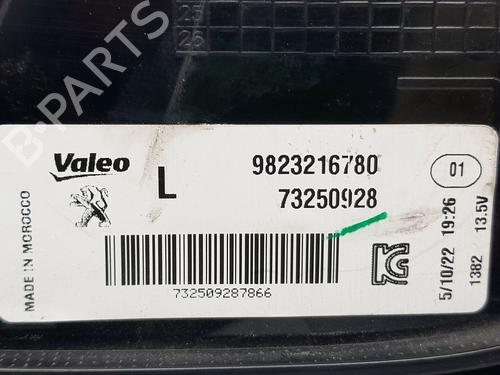 25
26
B-PARTS
Valeo
L
9823216780
73250928
01
MADE IN MOROCCO
732509287866
5/10/22 19:26
1382 13.5V